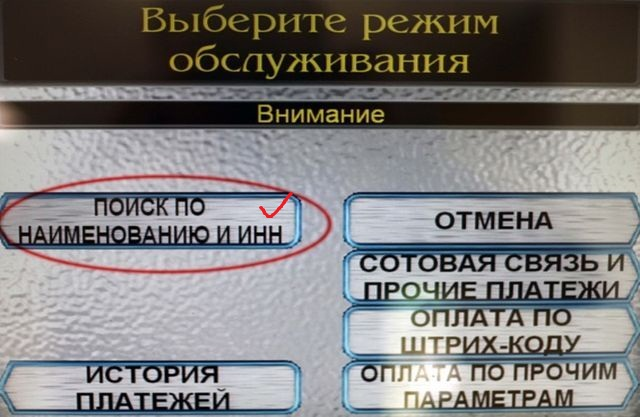 Выберите режим
обслуживания
Внимание
ПОИСК ПО
НАИМЕНОВАНИЮ И ИНН
ОТМЕНА
СОТОВАЯ СВЯЗЬ И
ПРОЧИЕ ПЛАТЕЖИ
ОПЛАТА ПО
ШТРИХ-КОДУ
ИСТОРИЯ
ПЛАТЕЖЕЙ
ОПЛАТА ПО ПРОЧИМ
ПАРАМЕТРАМ